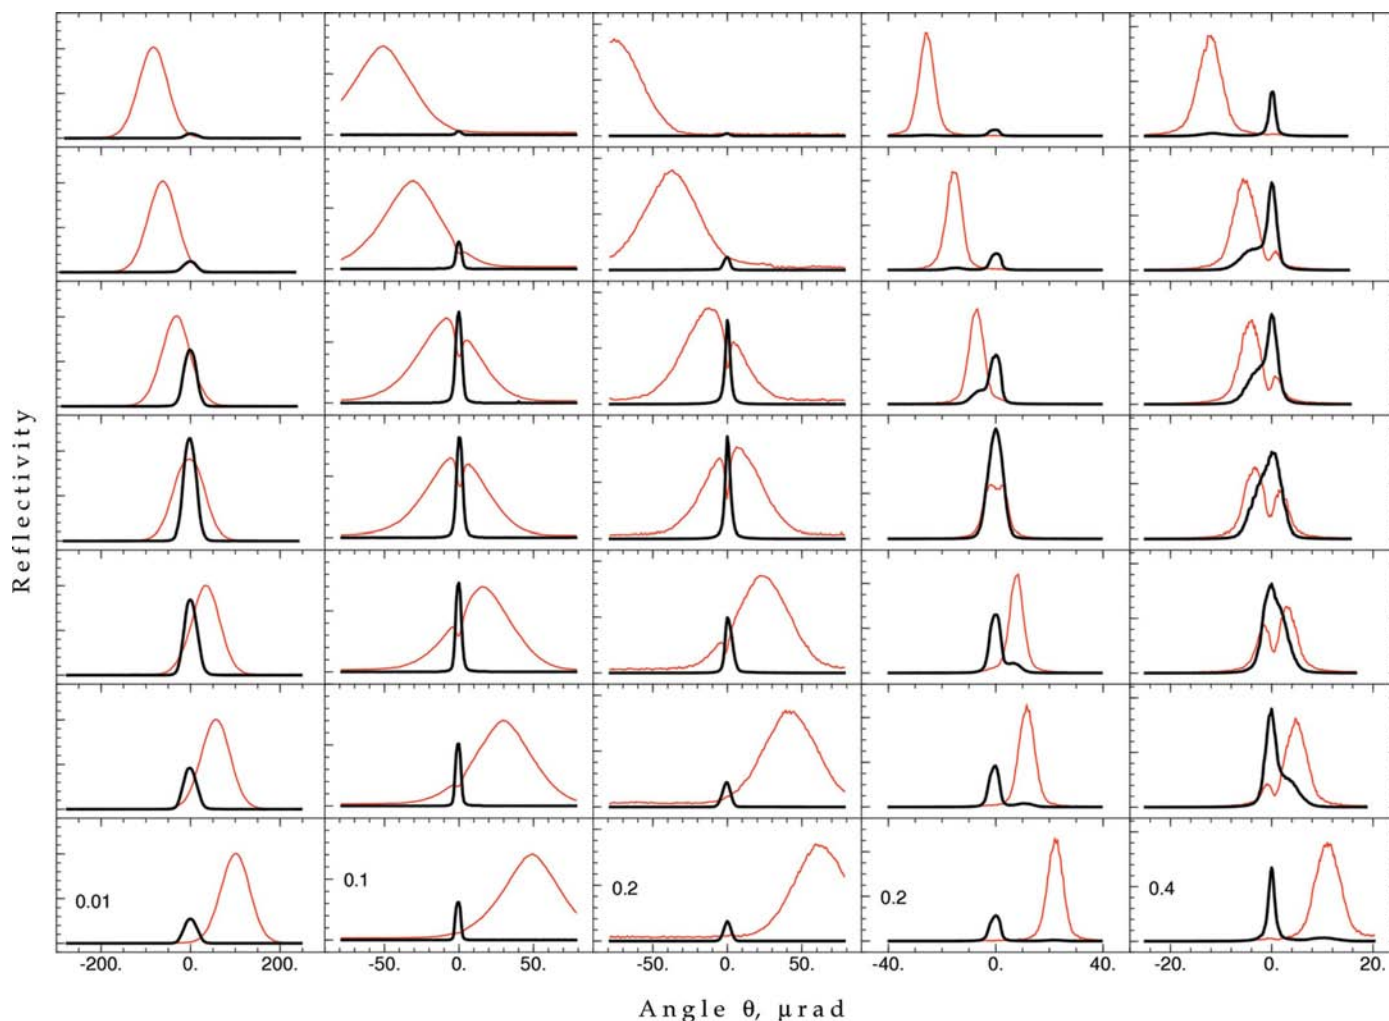 Reflectivity
0.01 0.1 0.2 0.2 0.4
-200. 0. 200. -50. 0. 50. -50. 0. 50. -40. 0. 40. -20. 0. 20.
Angle θ, μrad